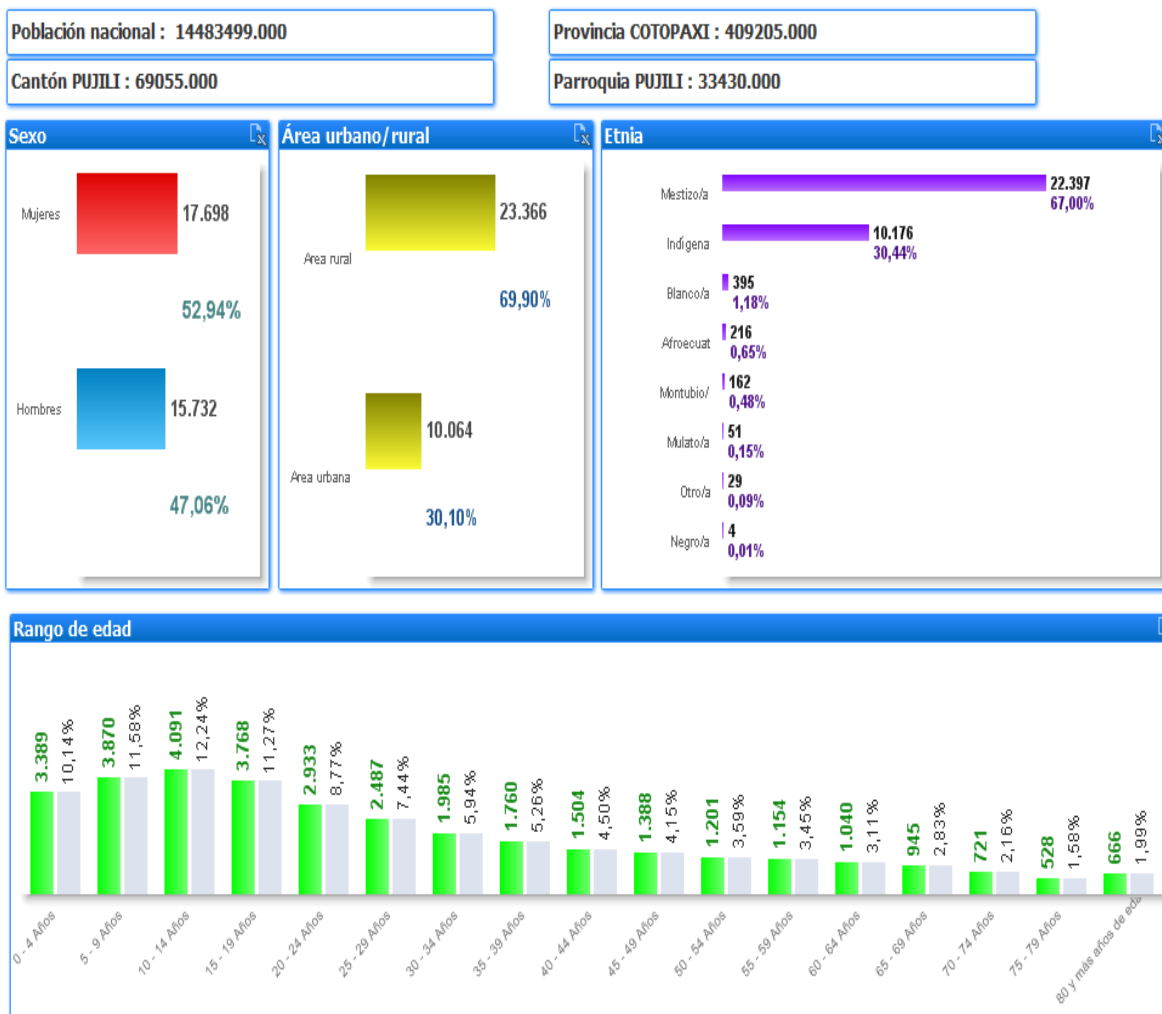 Población nacional : 14483499.000
Provincia COTOPAXI : 409205.000
Cantón PUJILI : 69055.000
Parroquia PUJILI : 33430.000
Sexo
Mujeres
17.698
52,94%
Hombres
15.732
47,06%
Área urbano/rural
Area rural
23.366
69,90%
Area urbana
10.064
30,10%
Etnia
Mestizo/a
22.397
67,00%
Indígena
10.176
30,44%
Blanco/a
395
1,18%
Afroecuat
216
0,65%
Montubio/
162
0,48%
Mulato/a
51
0,15%
Otro/a
29
0,09%
Negro/a
4
0,01%
Rango de edad
3.389
10,14%
3.870
11,58%
4.091
12,24%
3.768
11,27%
2.933
8,77%
2.487
7,44%
1.985
5,94%
1.760
5,26%
1.504
4,50%
1.388
4,15%
1.201
3,59%
1.154
3,45%
1.040
3,11%
945
2,83%
721
2,16%
528
1,58%
666
1,99%
0 - 4 Años
5 - 9 Años
10 - 14 Años
15 - 19 Años
20 - 24 Años
25 - 29 Años
30 - 34 Años
35 - 39 Años
40 - 44 Años
45 - 49 Años
50 - 54 Años
55 - 59 Años
60 - 64 Años
65 - 69 Años
70 - 74 Años
75 - 79 Años
80 y más años de eda